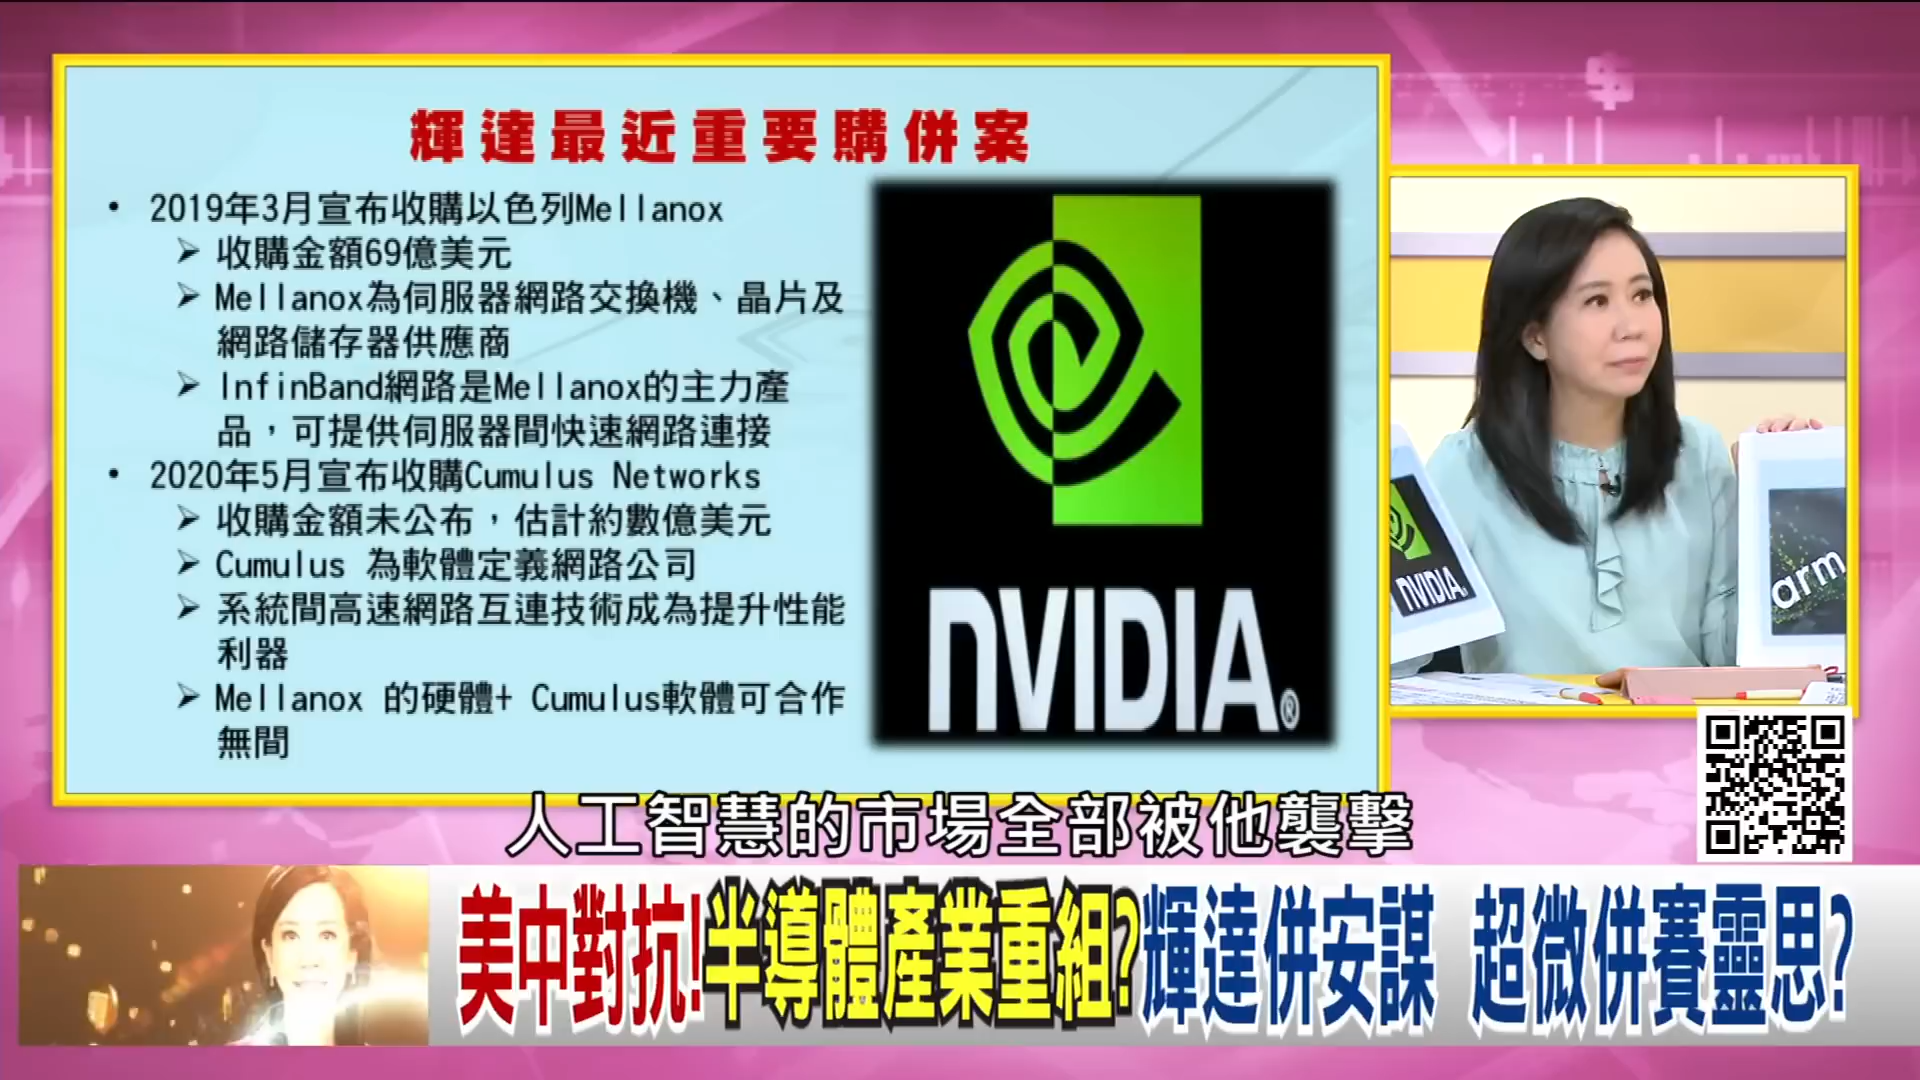 輝達最近重要購併案
• 2019年3月宣布收購以色列Mellanox
➢ 收購金額69億美元
➢ Mellanox為伺服器網路交換機、晶片及
網路儲存器供應商
➢ InfinBand網路是Mellanox的主力產
品，可提供伺服器間快速網路連接
• 2020年5月宣布收購Cumulus Networks
➢ 收購金額未公布，估計約數億美元
➢ Cumulus 為軟體定義網路公司
➢ 系統間高速網路互連技術成為提升性能
利器
➢ Mellanox 的硬體+ Cumulus軟體可合作
無間
NVIDIA®
NVIDIA
arm
人工智慧的市場全部被他襲擊
美中對抗!半導體產業重組?輝達併安謀 超微併賽靈思?